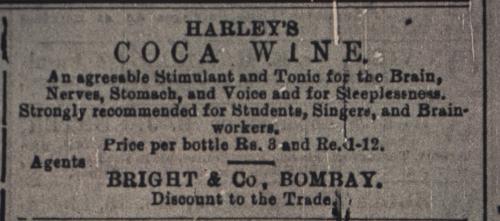 HARLEY'S
COCA WINE.
An agreeable Stimulant and Tonic for the Brain,
Nerves, Stomach, and Voice and for Sleeplessness.
Strongly recommended for Students, Singers, and Brain-
workers.
Price per bottle Rs. 3 and Re. 1-12.
Agents
BRIGHT & Co, BOMBAY.
Discount to the Trade.